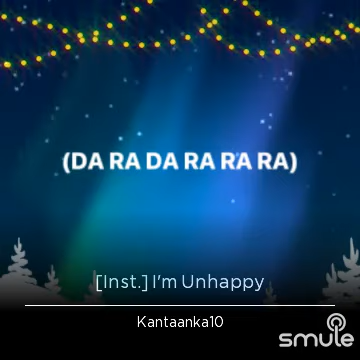 (DA RA DA RA RA RA)
[Inst.] I'm Unhappy
Kantaanka10
smule